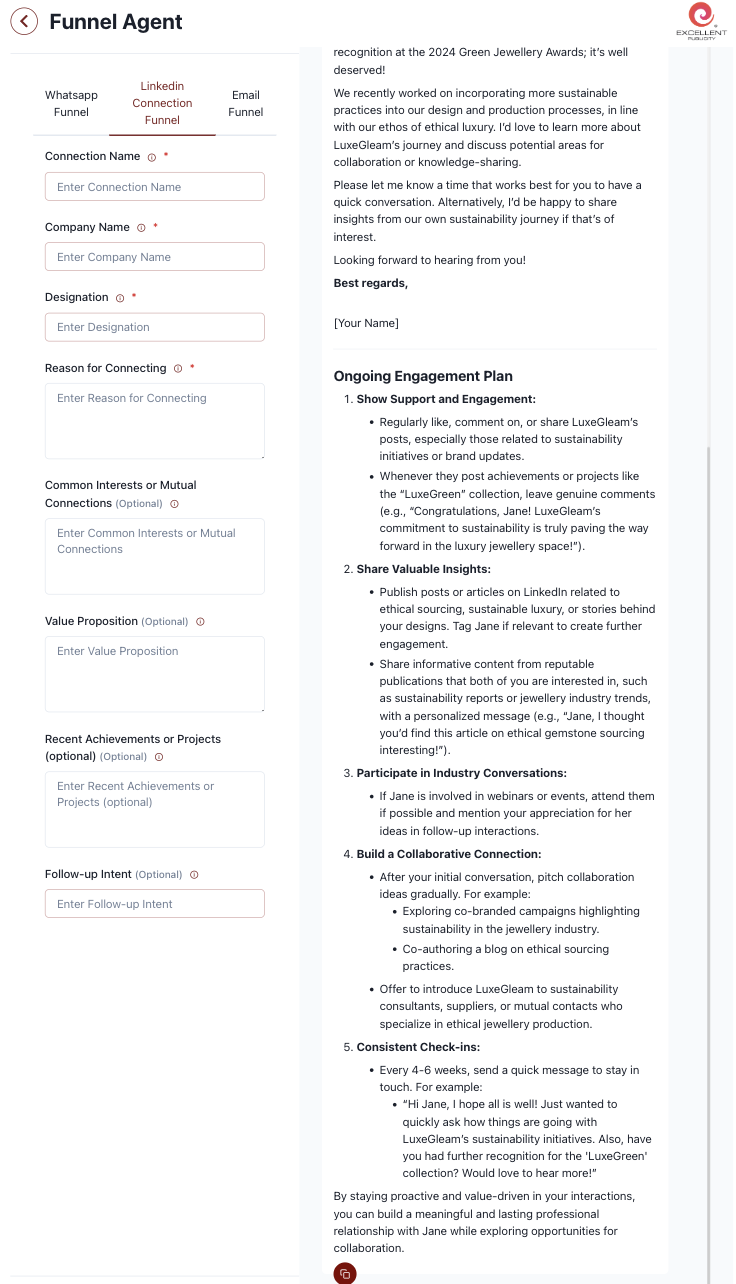 Funnel Agent
EXCELLENT
PUBLICITY
Whatsapp
Funnel
Linkedin
Connection
Funnel
Email
Funnel
Connection Name *
Enter Connection Name
Company Name *
Enter Company Name
Designation *
Enter Designation
Reason for Connecting *
Enter Reason for Connecting
Common Interests or Mutual
Connections (Optional)
Enter Common Interests or Mutual
Connections
Value Proposition (Optional)
Enter Value Proposition
Recent Achievements or Projects
(optional) (Optional)
Enter Recent Achievements or
Projects (optional)
Follow-up Intent (Optional)
Enter Follow-up Intent
recognition at the 2024 Green Jewellery Awards; it’s well
deserved!
We recently worked on incorporating more sustainable
practices into our design and production processes, in line
with our ethos of ethical luxury. I’d love to learn more about
LuxeGleam’s journey and discuss potential areas for
collaboration or knowledge-sharing.
Please let me know a time that works best for you to have a
quick conversation. Alternatively, I’d be happy to share
insights from our own sustainability journey if that’s of
interest.
Looking forward to hearing from you!
Best regards,
[Your Name]
Ongoing Engagement Plan
1. Show Support and Engagement:
• Regularly like, comment on, or share LuxeGleam’s
posts, especially those related to sustainability
initiatives or brand updates.
• Whenever they post achievements or projects like
the “LuxeGreen” collection, leave genuine comments
(e.g., “Congratulations, Jane! LuxeGleam’s
commitment to sustainability is truly paving the way
forward in the luxury jewellery space!”).
2. Share Valuable Insights:
• Publish posts or articles on LinkedIn related to
ethical sourcing, sustainable luxury, or stories behind
your designs. Tag Jane if relevant to create further
engagement.
• Share informative content from reputable
publications that both of you are interested in, such
as sustainability reports or jewellery industry trends,
with a personalized message (e.g., “Jane, I thought
you’d find this article on ethical gemstone sourcing
interesting!”).
3. Participate in Industry Conversations:
• If Jane is involved in webinars or events, attend them
if possible and mention your appreciation for her
ideas in follow-up interactions.
4. Build a Collaborative Connection:
• After your initial conversation, pitch collaboration
ideas gradually. For example:
• Exploring co-branded campaigns highlighting
sustainability in the jewellery industry.
• Co-authoring a blog on ethical sourcing
practices.
• Offer to introduce LuxeGleam to sustainability
consultants, suppliers, or mutual contacts who
specialize in ethical jewellery production.
5. Consistent Check-ins:
• Every 4-6 weeks, send a quick message to stay in
touch. For example:
• “Hi Jane, I hope all is well! Just wanted to
quickly ask how things are going with
LuxeGleam’s sustainability initiatives. Also, have
you had further recognition for the 'LuxeGreen'
collection? Would love to hear more!”
By staying proactive and value-driven in your interactions,
you can build a meaningful and lasting professional
relationship with Jane while exploring opportunities for
collaboration.